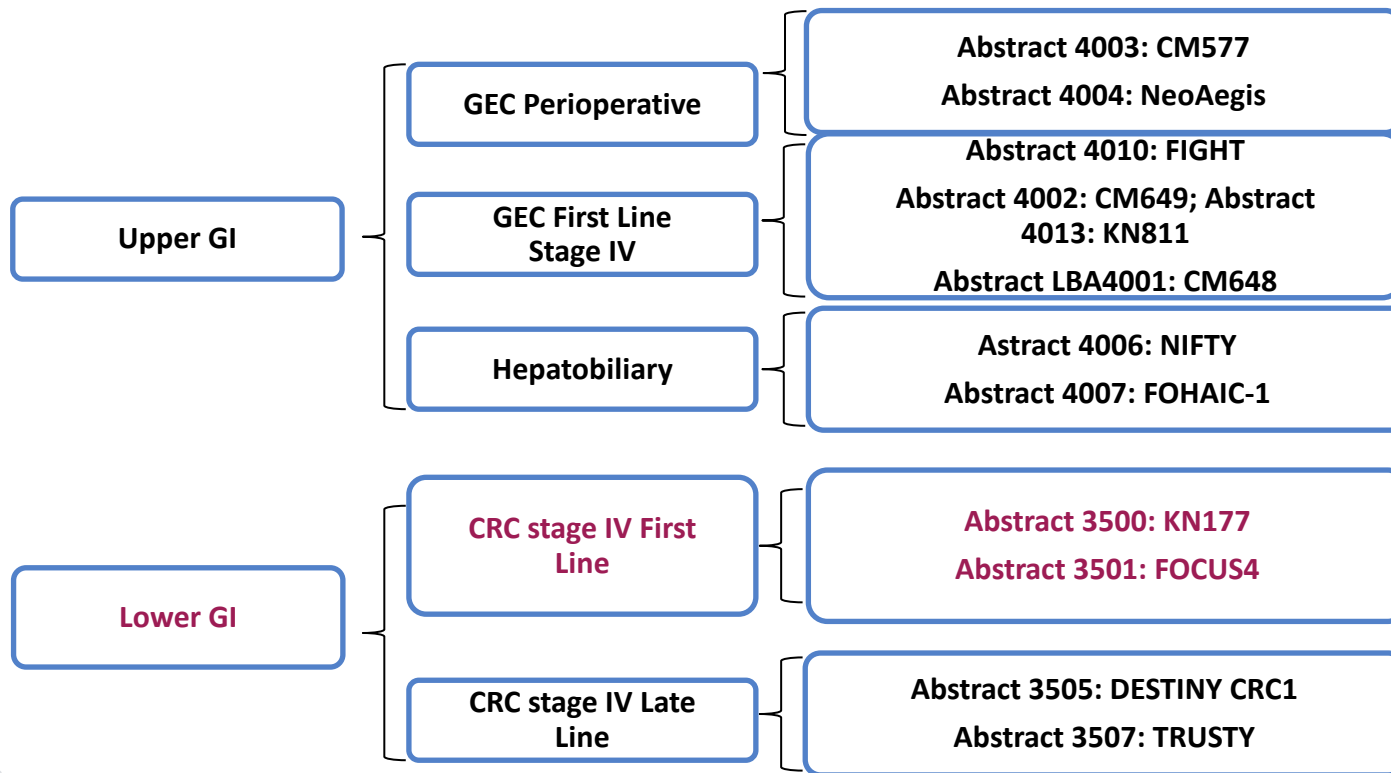 Upper GI
GEC Perioperative
Abstract 4003: CM577
Abstract 4004: NeoAegis
GEC First Line
Stage IV
Abstract 4010: FIGHT
Abstract 4002: CM649; Abstract
4013: KN811
Abstract LBA4001: CM648
Hepatobiliary
Astract 4006: NIFTY
Abstract 4007: FOHAIC-1
Lower GI
CRC stage IV First
Line
Abstract 3500: KN177
Abstract 3501: FOCUS4
CRC stage IV Late
Line
Abstract 3505: DESTINY CRC1
Abstract 3507: TRUSTY